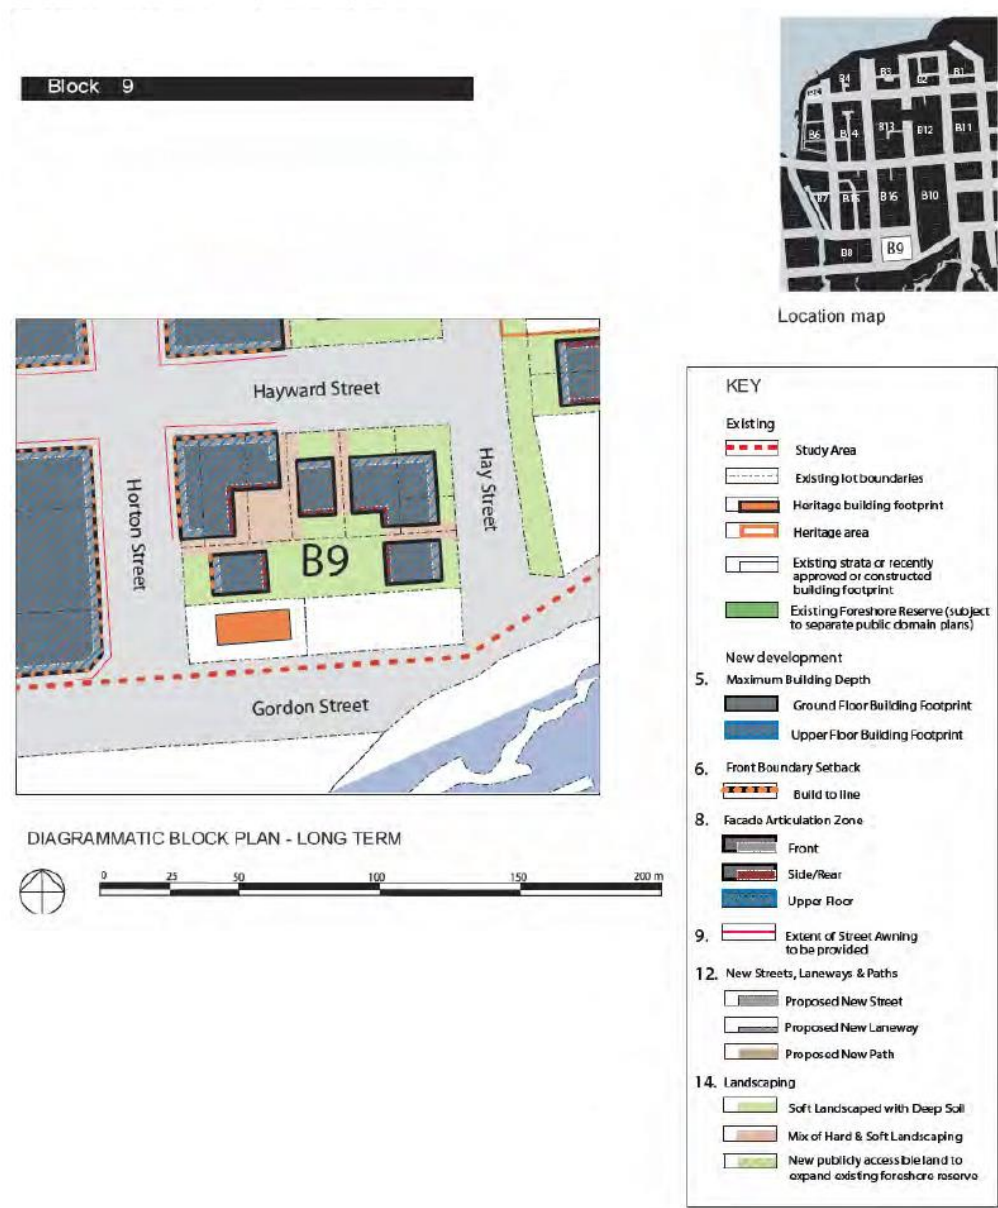 Block 9
B4
B3
B2
B1
B6
B14
B13
B12
B11
B7
B15
B16
B10
B8
B9
Location map
Hayward Street
Horton Street
Hay Street
B9
Gordon Street
DIAGRAMMATIC BLOCK PLAN - LONG TERM
0 25 50 100 150 200 m
KEY
Existing
Study Area
Existing lot boundaries
Heritage building footprint
Heritage area
Existing strata or recently
approved or constructed
building footprint
Existing Foreshore Reserve (subject
to separate public domain plans)
New development
5. Maximum Building Depth
Ground Floor Building Footprint
Upper Floor Building Footprint
6. Front Boundary Setback
Build to line
8. Facade Articulation Zone
Front
Side/Rear
Upper Floor
9. Extent of Street Awning
to be provided
12. New Streets, Laneways & Paths
Proposed New Street
Proposed New Laneway
Proposed New Path
14. Landscaping
Soft Landscaped with Deep Soil
Mix of Hard & Soft Landscaping
New publicly accessible land to
expand existing foreshore reserve